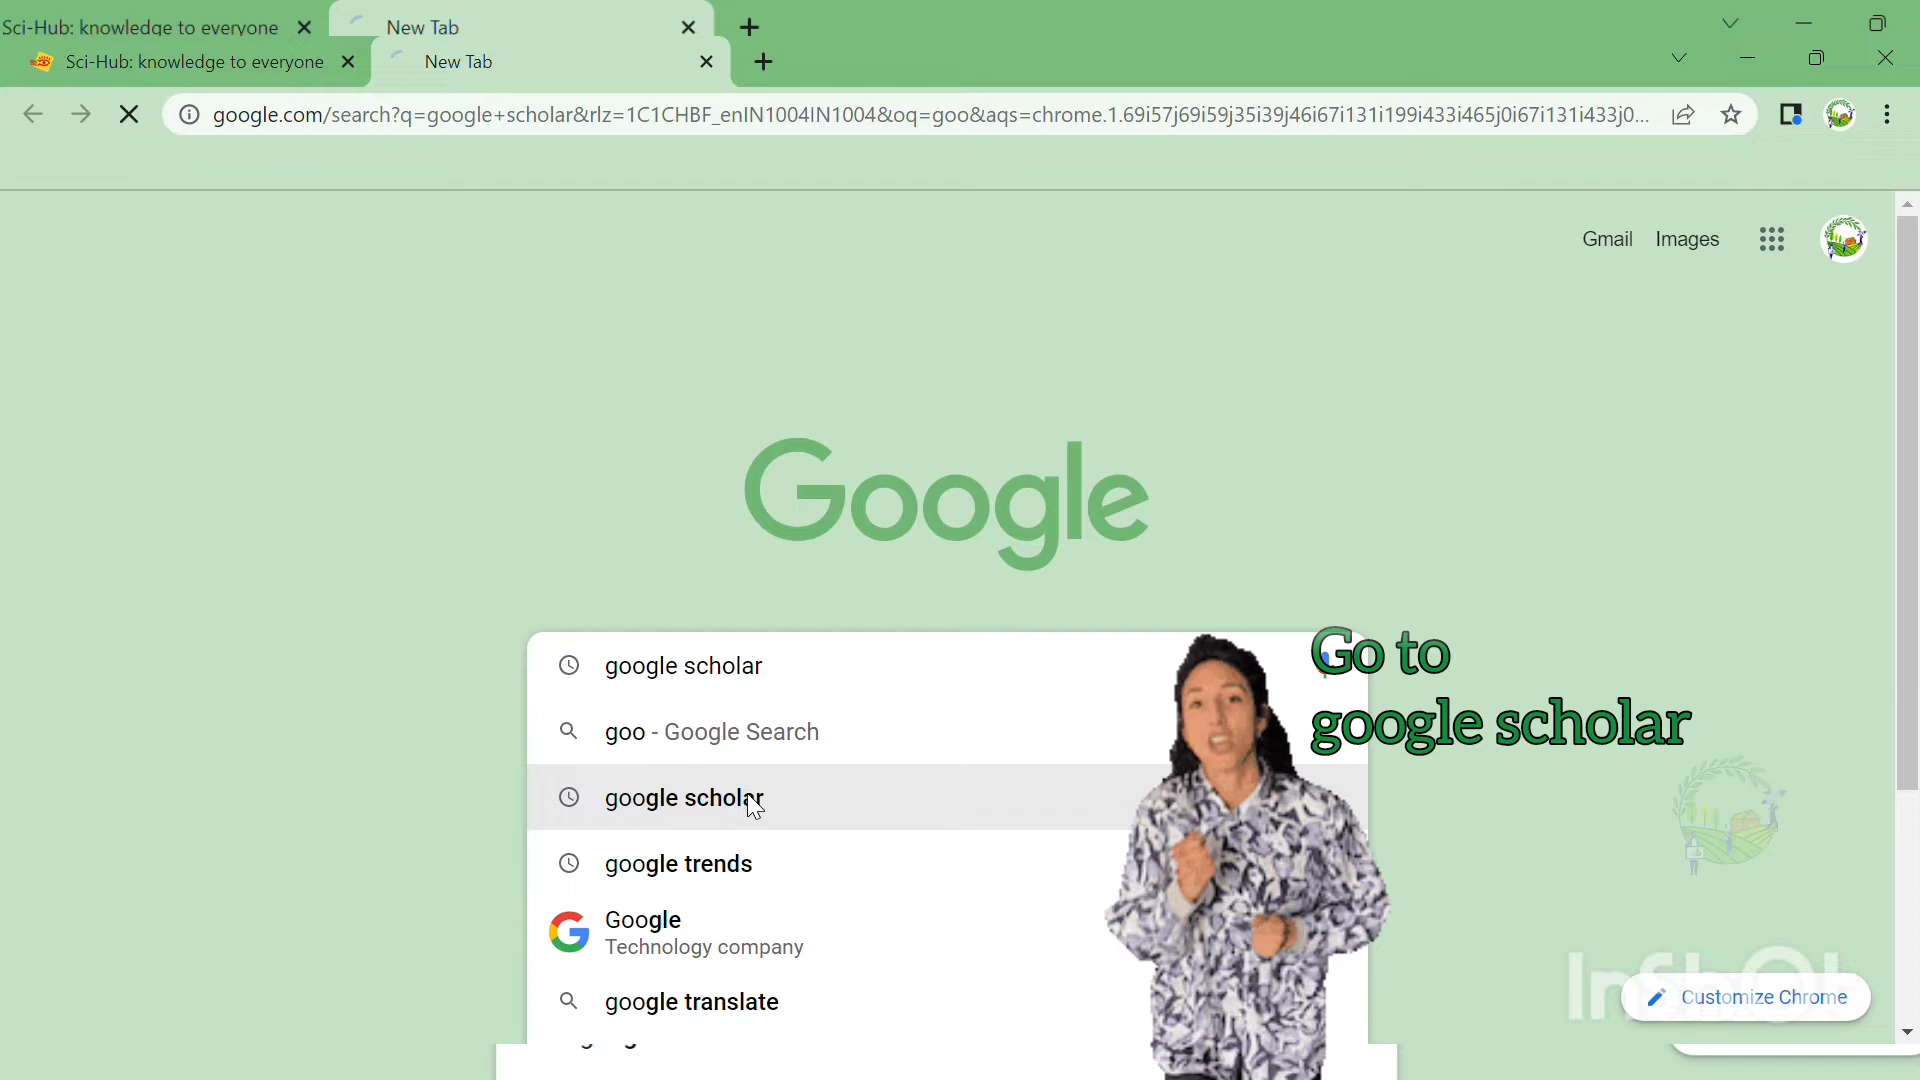 Sci-Hub: knowledge to everyone
New Tab
Sci-Hub: knowledge to everyone
New Tab
google.com/search?q=google+scholar&rlz=1C1CHBF_enIN1004IN1004&oq=goo&aqs=chrome.1.69i57j69i59j35i39j46i67i131i199i433i465j0i67i131i433j0...
Gmail
Images
Google
google scholar
Go to
google scholar
goo - Google Search
google scholar
google trends
Google
Technology company
google translate
InShOt
Customize Chrome